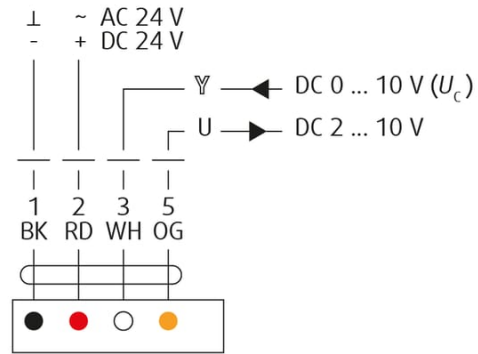 ⊥ ~ AC 24 V
- + DC 24 V
Y DC 0 ... 10 V (U_C)
U DC 2 ... 10 V
1 2 3 5
BK RD WH OG